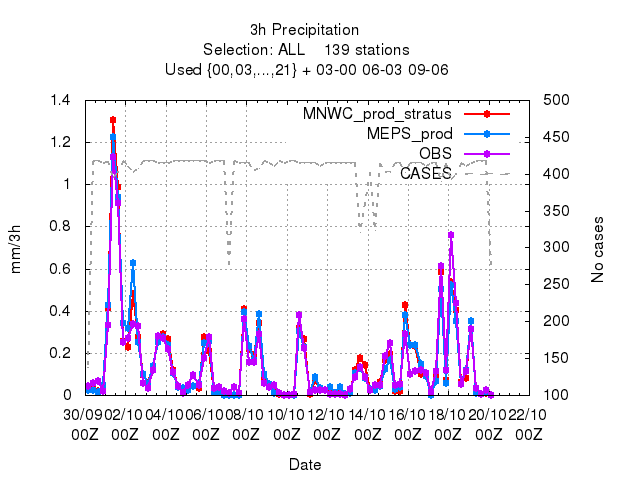 3h Precipitation
Selection: ALL    139 stations
Used {00,03,...,21} + 03-00 06-03 09-06
MNWC_prod_stratus
MEPS_prod
OBS
CASES
mm/3h
1.4
1.2
1
0.8
0.6
0.4
0.2
0
No cases
500
450
400
350
300
250
200
150
100
30/09 02/10 04/10 06/10 08/10 10/10 12/10 14/10 16/10 18/10 20/10 22/10
00Z 00Z 00Z 00Z 00Z 00Z 00Z 00Z 00Z 00Z 00Z 00Z
Date